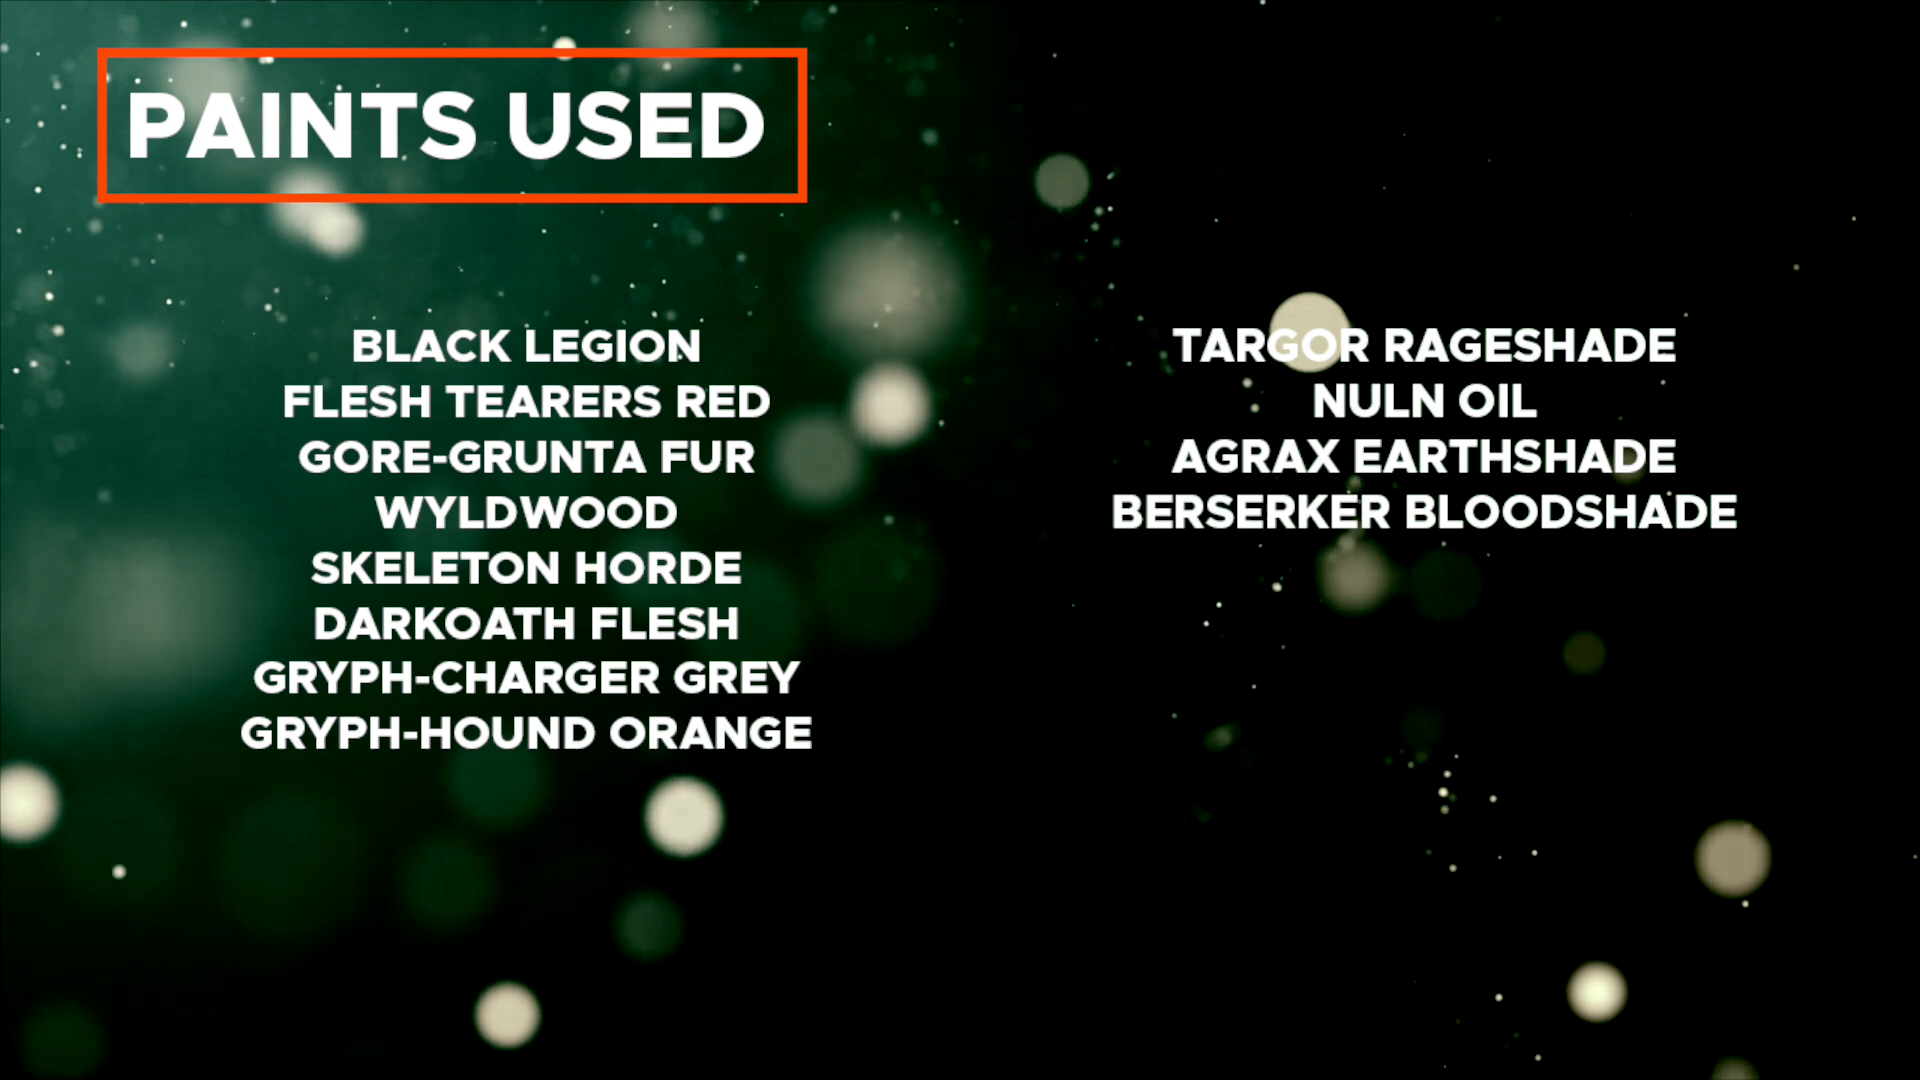 PAINTS USED
BLACK LEGION
FLESH TEARERS RED
GORE-GRUNTA FUR
WYLDWOOD
SKELETON HORDE
DARKOATH FLESH
GRYPH-CHARGER GREY
GRYPH-HOUND ORANGE
TARGOR RAGESHADE
NULN OIL
AGRAX EARTHSHADE
BERSERKER BLOODSHADE